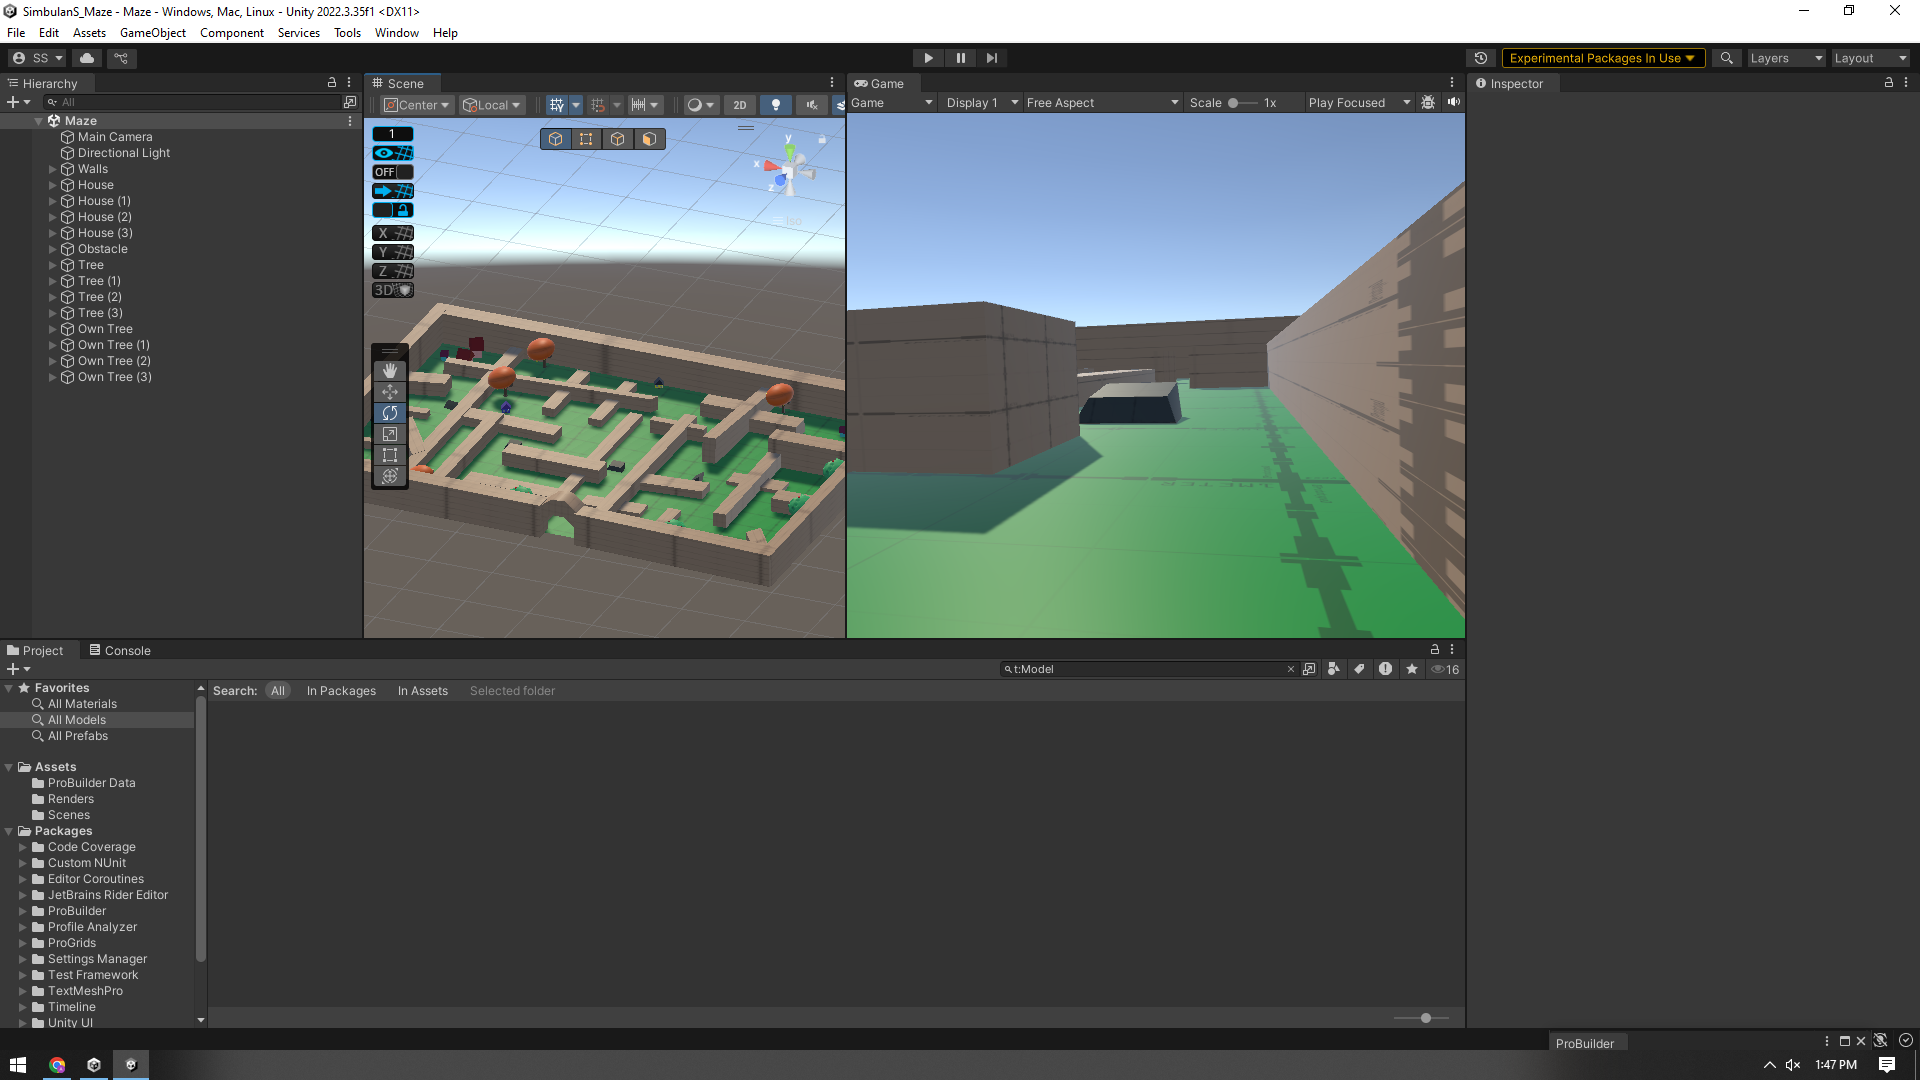 SimbulanS_Maze - Maze - Windows, Mac, Linux - Unity 2022.3.35f1 <DX11>
File Edit Assets GameObject Component Services Tools Window Help
SS
Experimental Packages In Use
Layers
Layout
Hierarchy
All
Maze
Main Camera
Directional Light
Walls
House
House (1)
House (2)
House (3)
Obstacle
Tree
Tree (1)
Tree (2)
Tree (3)
Own Tree
Own Tree (1)
Own Tree (2)
Own Tree (3)
Scene
Center
Local
2D
1
OFF
X
Y
Z
3D
y
x
z
Iso
Game
Game Display 1 Free Aspect Scale 1x Play Focused
Inspector
Project
Console
t:Model
16
Favorites
All Materials
All Models
All Prefabs
Assets
ProBuilder Data
Renders
Scenes
Packages
Code Coverage
Custom NUnit
Editor Coroutines
JetBrains Rider Editor
ProBuilder
Profile Analyzer
ProGrids
Settings Manager
Test Framework
TextMeshPro
Timeline
Unity UI
Search: All In Packages In Assets Selected folder
ProBuilder
1:47 PM